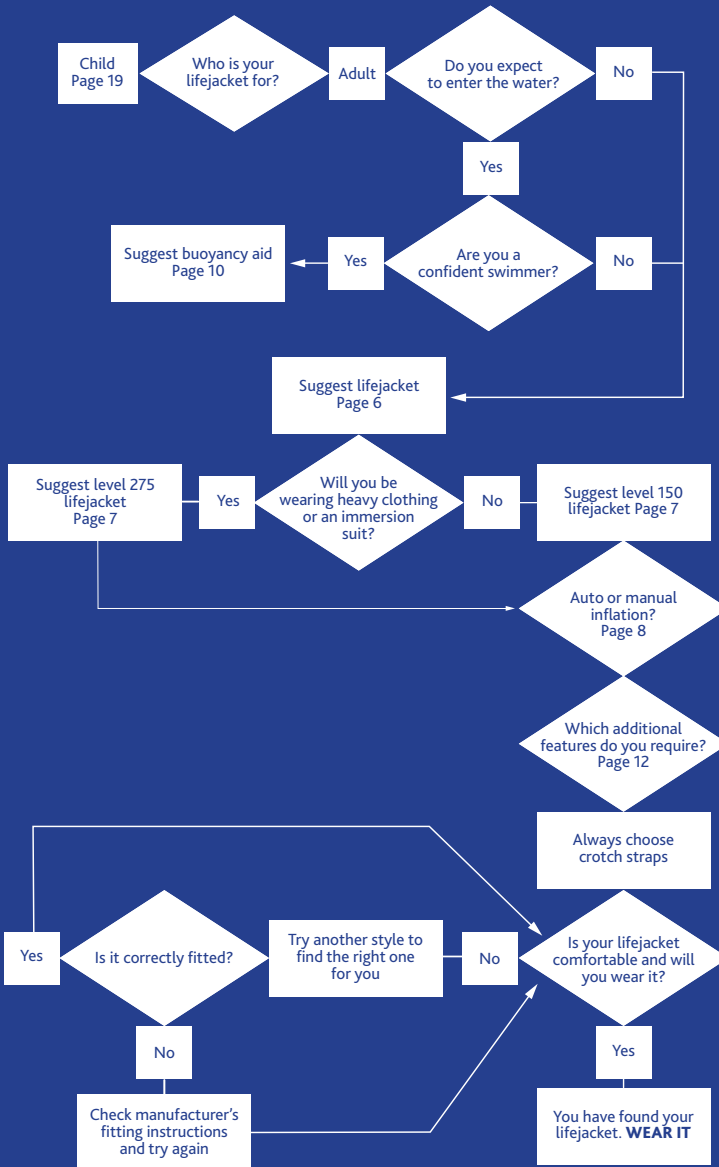 Child
Page 19
Who is your
lifejacket for?
Adult
Do you expect
to enter the water?
No
Yes
Suggest buoyancy aid
Page 10
Yes
Are you a
confident swimmer?
No
Suggest lifejacket
Page 6
Suggest level 275
lifejacket
Page 7
Yes
Will you be
wearing heavy clothing
or an immersion
suit?
No
Suggest level 150
lifejacket Page 7
Auto or manual
inflation?
Page 8
Which additional
features do you require?
Page 12
Always choose
crotch straps
Yes
Is it correctly fitted?
Try another style to
find the right one
for you
No
Is your lifejacket
comfortable and will
you wear it?
No
Yes
Check manufacturer's
fitting instructions
and try again
You have found your
lifejacket. WEAR IT